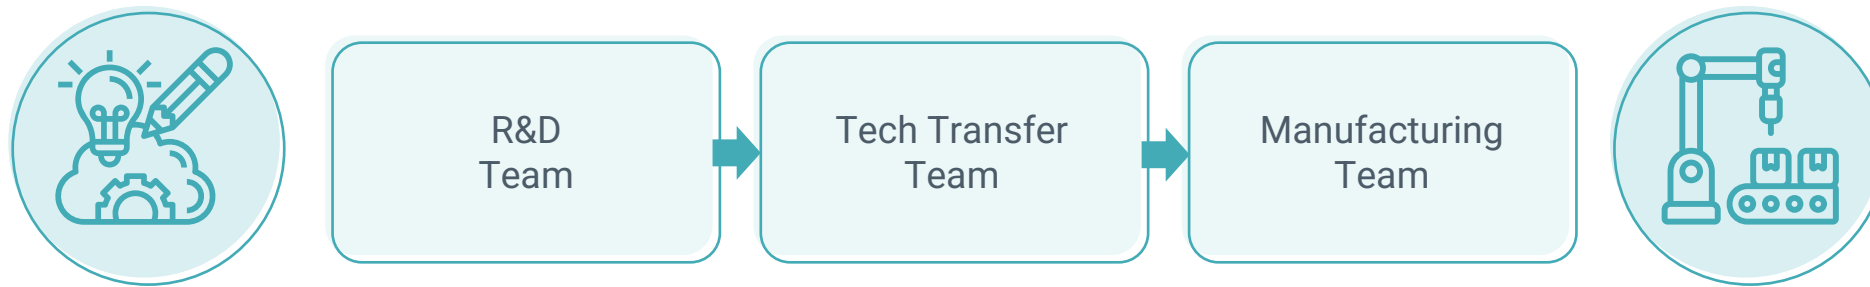 R&D
Team
Tech Transfer
Team
Manufacturing
Team